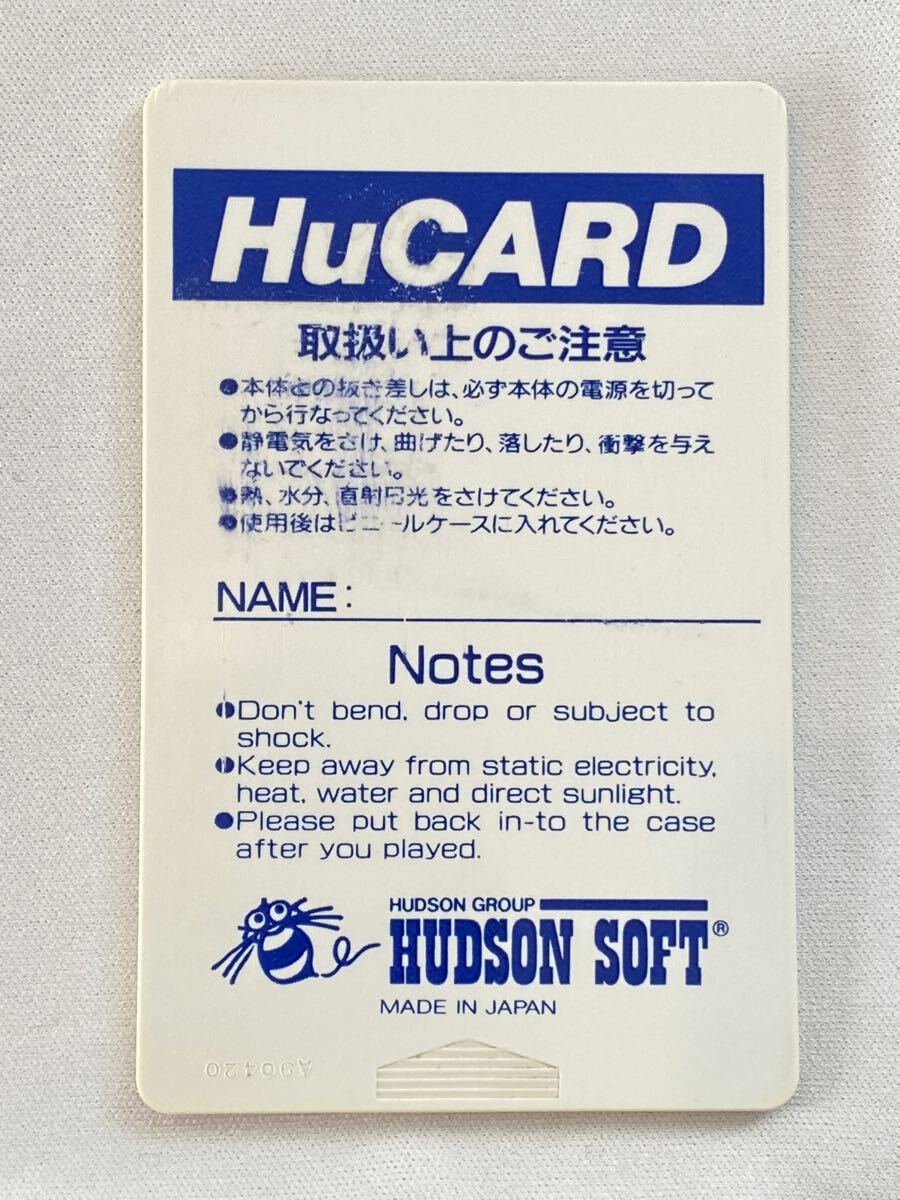 HuCARD
取扱い上のご注意
●本体との抜き差しは、必ず本体の電源を切って
から行なってください。
●静電気をさけ、曲げたり、落したり、衝撃を与え
ないでください。
●熱、水分、直射日光をさけてください。
●使用後はビニールケースに入れてください。
NAME:
Notes
●Don't bend, drop or subject to
shock.
●Keep away from static electricity,
heat, water and direct sunlight.
●Please put back in-to the case
after you played.
HUDSON GROUP
HUDSON SOFT®
MADE IN JAPAN
A90420